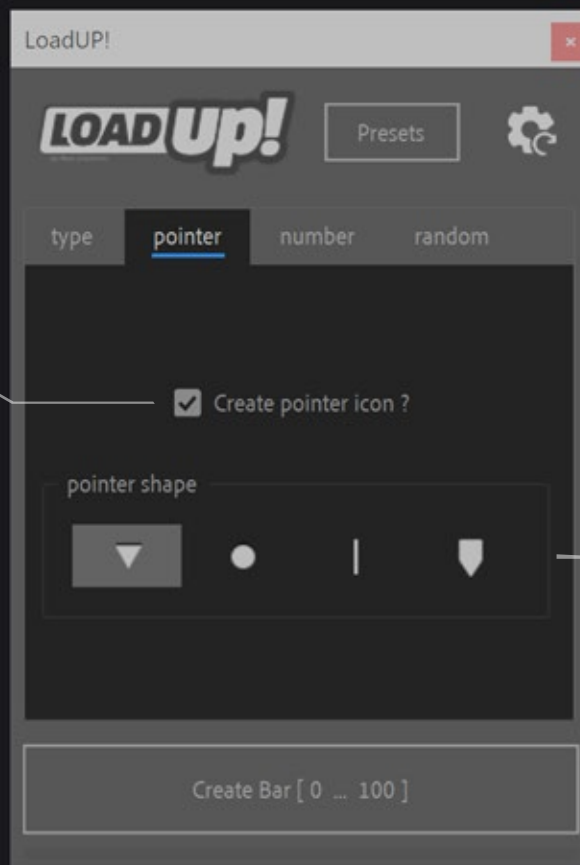 LoadUP!
LOAD Up!
Presets
type pointer number random
Create pointer icon ?
pointer shape
Create Bar [ 0 ... 100 ]